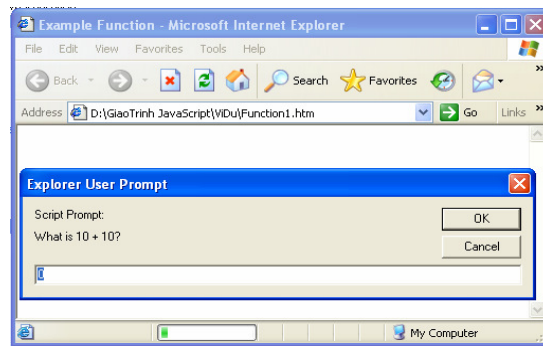 Example Function - Microsoft Internet Explorer
File Edit View Favorites Tools Help
Back Search Favorites »
Address D:\GiaoTrinh JavaScript\ViDu\Function1.htm Go Links »
Explorer User Prompt
Script Prompt:
What is 10 + 10?
OK
Cancel
0
My Computer